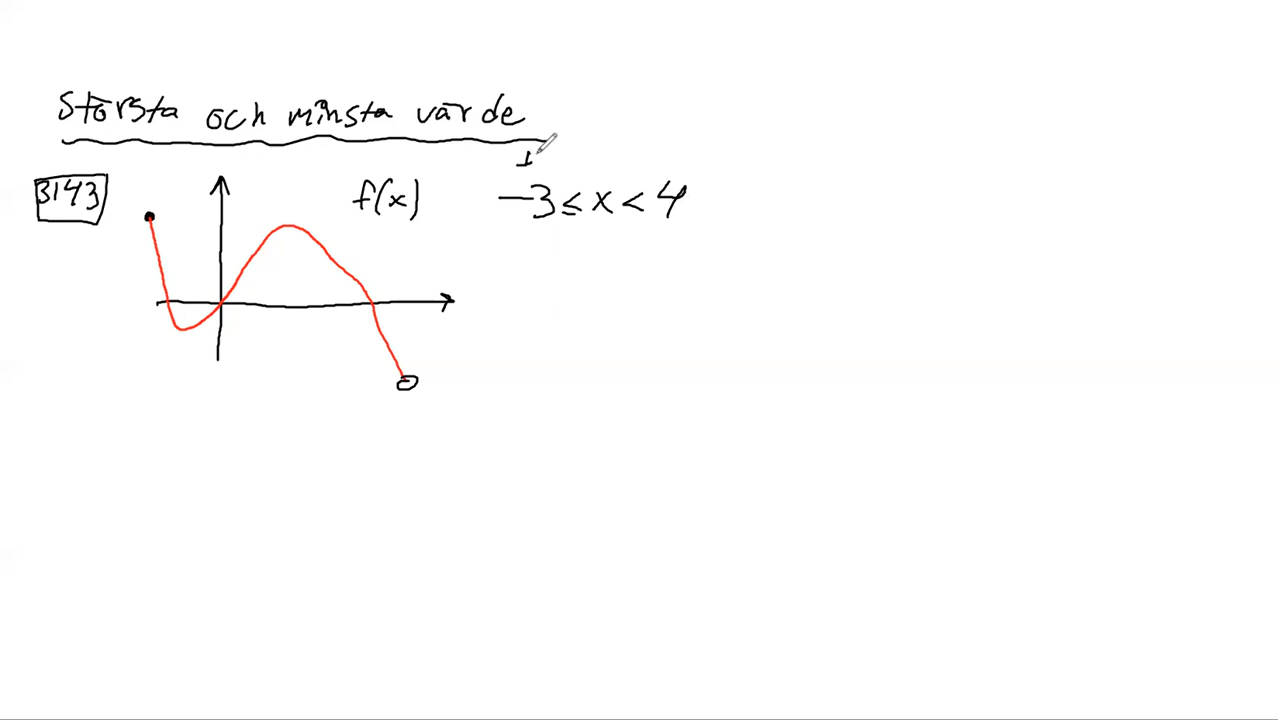 Största och minsta värde
3143
f(x) -3 ≤ x < 4